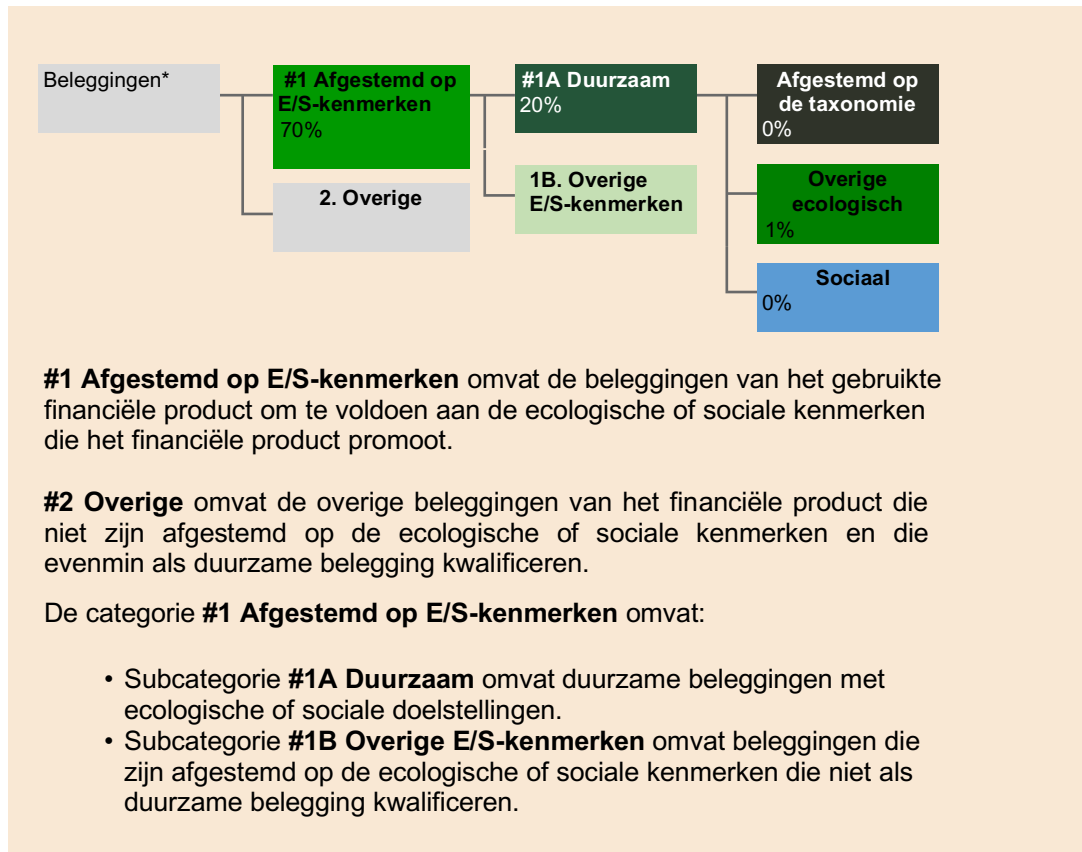 Beleggingen*
#1 Afgestemd op
E/S-kenmerken
70%
2. Overige
#1A Duurzaam
20%
1B. Overige
E/S-kenmerken
Afgestemd op
de taxonomie
0%
Overige
ecologisch
1%
Sociaal
0%
#1 Afgestemd op E/S-kenmerken omvat de beleggingen van het gebruikte
financiële product om te voldoen aan de ecologische of sociale kenmerken
die het financiële product promoot.
#2 Overige omvat de overige beleggingen van het financiële product die
niet zijn afgestemd op de ecologische of sociale kenmerken en die
evenmin als duurzame belegging kwalificeren.
De categorie #1 Afgestemd op E/S-kenmerken omvat:
• Subcategorie #1A Duurzaam omvat duurzame beleggingen met
ecologische of sociale doelstellingen.
• Subcategorie #1B Overige E/S-kenmerken omvat beleggingen die
zijn afgestemd op de ecologische of sociale kenmerken die niet als
duurzame belegging kwalificeren.